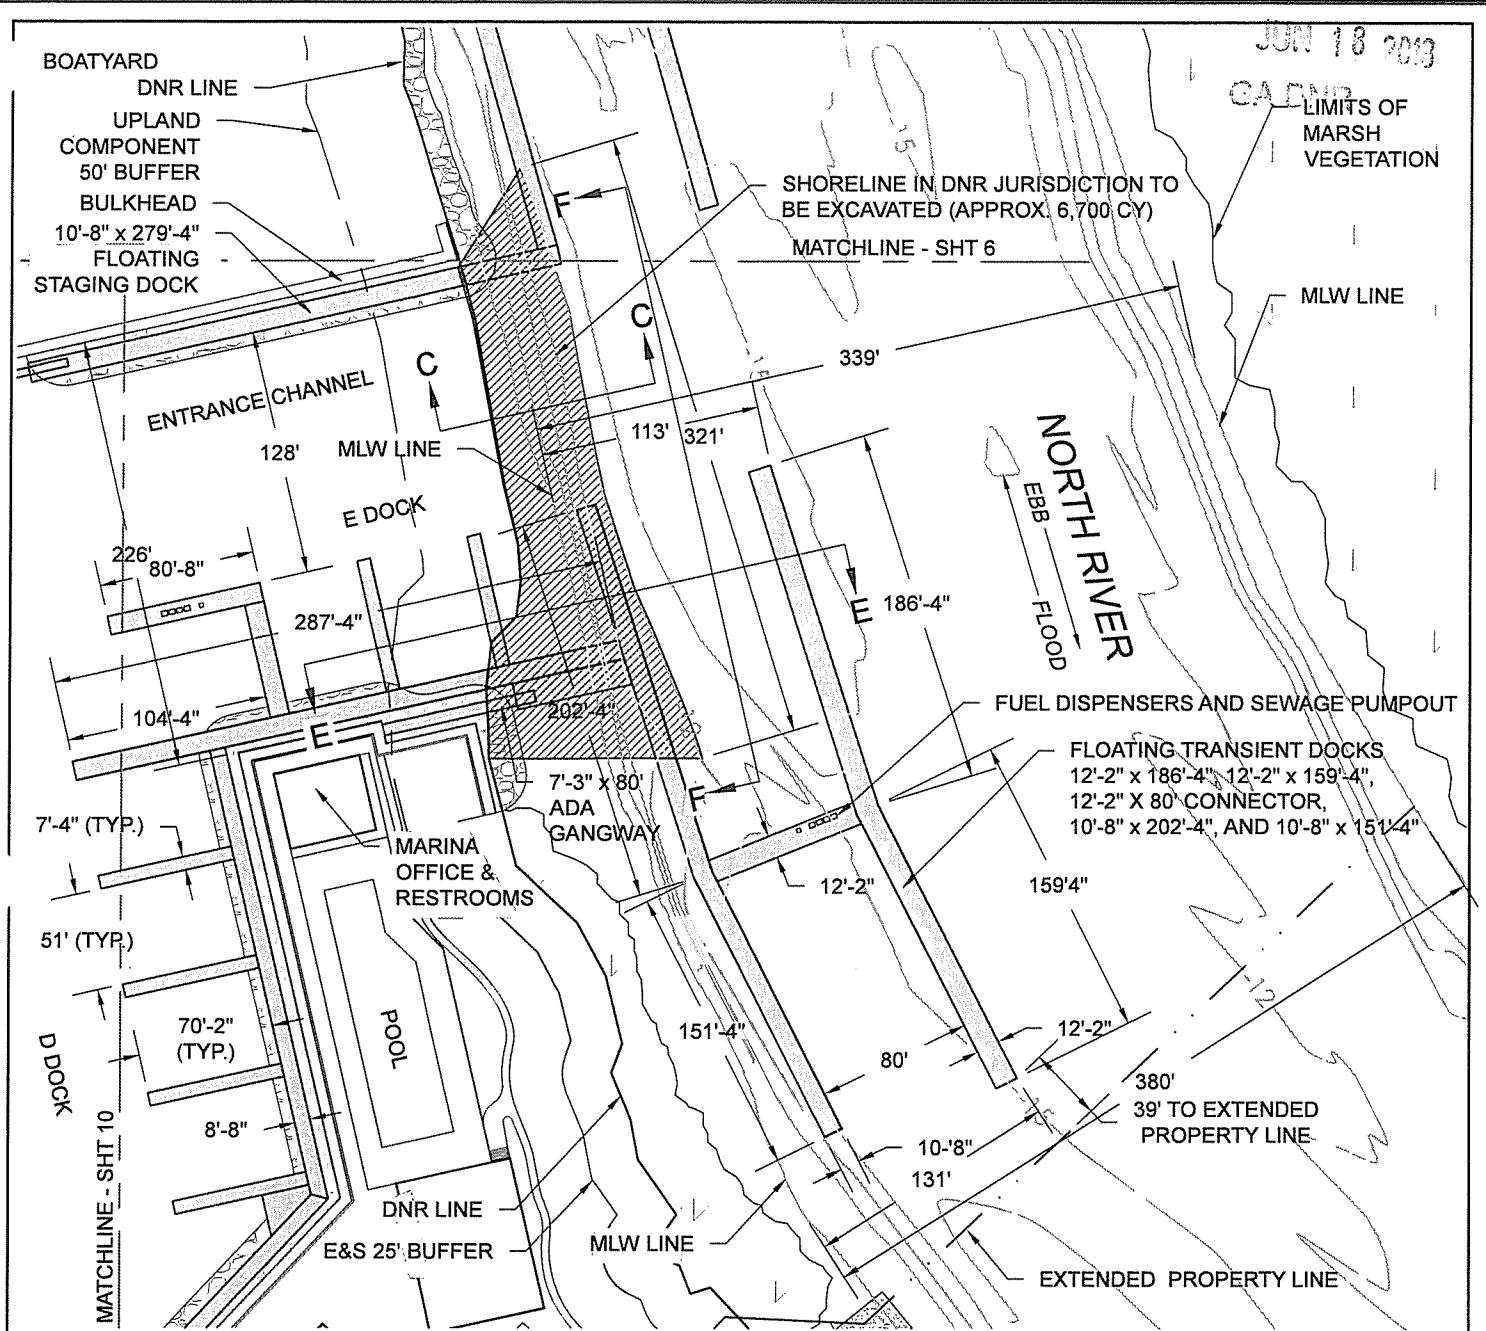 JUN 18 2013
GA DNR
BOATYARD
DNR LINE
UPLAND
COMPONENT
50' BUFFER
BULKHEAD
10'-8" x 279'-4"
FLOATING
STAGING DOCK
LIMITS OF
MARSH
VEGETATION
15
SHORELINE IN DNR JURISDICTION TO
BE EXCAVATED (APPROX. 6,700 CY)
MATCHLINE - SHT 6
F
C
C
MLW LINE
339'
15
ENTRANCE CHANNEL
128'
MLW LINE
113'
321'
E DOCK
NORTH RIVER
EBB
FLOOD
226'
80'-8"
287'-4"
E
186'-4"
104'-4"
E
202'-4"
FUEL DISPENSERS AND SEWAGE PUMPOUT
FLOATING TRANSIENT DOCKS
12'-2" x 186'-4", 12'-2" x 159'-4",
12'-2" X 80' CONNECTOR,
10'-8" x 202'-4", AND 10'-8" x 151'-4"
7'-3" x 80'
ADA
GANGWAY
F
7'-4" (TYP.)
MARINA
OFFICE &
RESTROOMS
12'-2"
159'4"
51' (TYP.)
12
D DOCK
70'-2"
(TYP.)
POOL
151'-4"
80'
12'-2"
380'
39' TO EXTENDED
PROPERTY LINE
15
8'-8"
10-'8"
131'
MATCHLINE - SHT 10
DNR LINE
E&S 25' BUFFER
MLW LINE
EXTENDED PROPERTY LINE